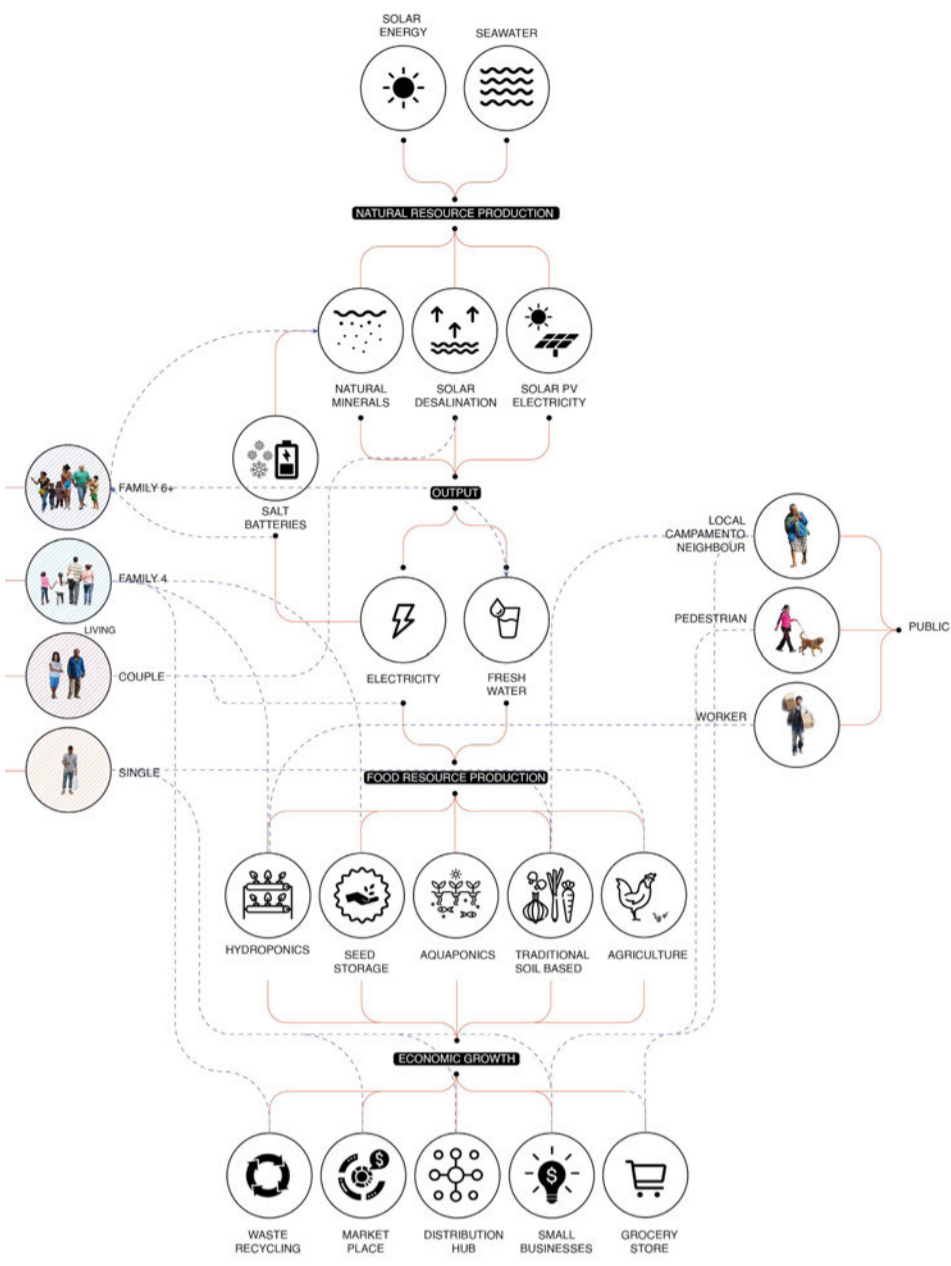 SOLAR
ENERGY
SEAWATER
NATURAL RESOURCE PRODUCTION
NATURAL
MINERALS
SOLAR
DESALINATION
SOLAR PV
ELECTRICITY
SALT
BATTERIES
OUTPUT
FAMILY 6+
FAMILY 4
LIVING
COUPLE
SINGLE
LOCAL
CAMPAMENTO
NEIGHBOUR
PEDESTRIAN
WORKER
PUBLIC
ELECTRICITY
FRESH
WATER
FOOD RESOURCE PRODUCTION
HYDROPONICS
SEED
STORAGE
AQUAPONICS
TRADITIONAL
SOIL BASED
AGRICULTURE
ECONOMIC GROWTH
$
$
WASTE
RECYCLING
MARKET
PLACE
DISTRIBUTION
HUB
SMALL
BUSINESSES
GROCERY
STORE